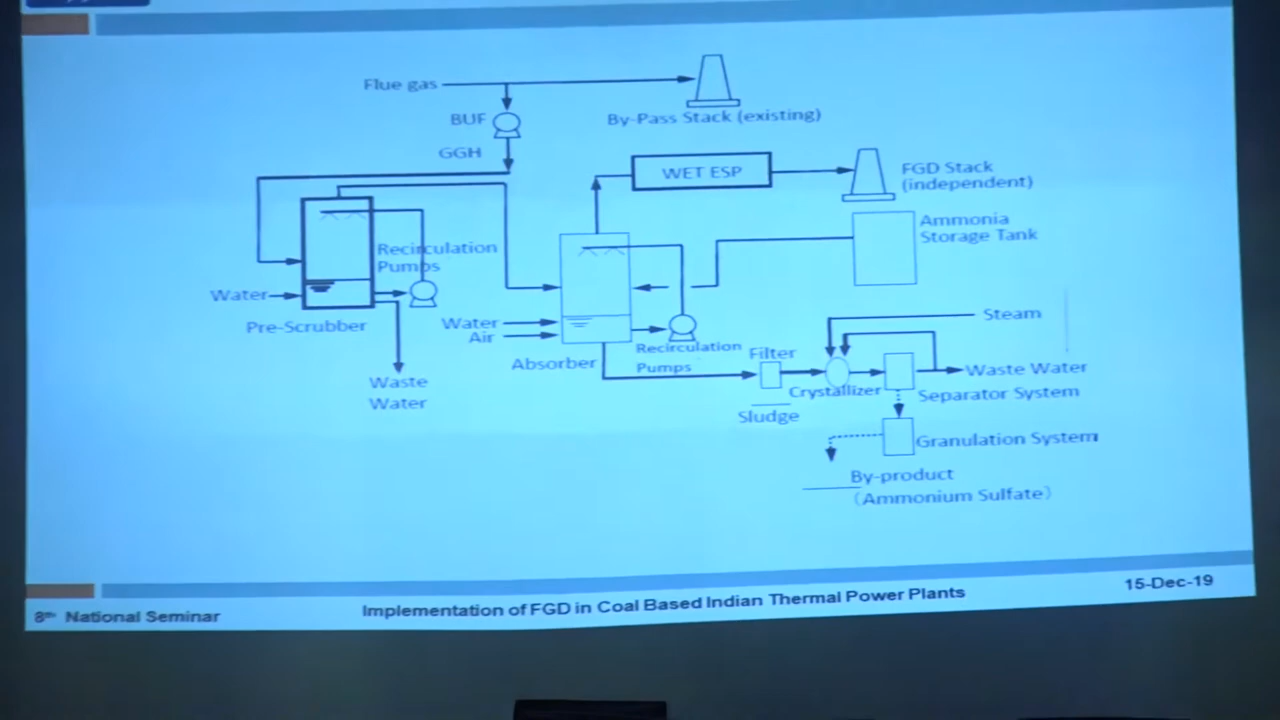 Flue gas
BUF
By-Pass Stack (existing)
GGH
WET ESP
FGD Stack
(independent)
Ammonia
Storage Tank
Recirculation
Pumps
Water
Pre-Scrubber
Water
Air
Absorber
Recirculation
Pumps
Filter
Steam
Waste
Water
Crystallizer
Waste Water
Separator System
Sludge
Granulation System
By-product
(Ammonium Sulfate)
8th National Seminar
Implementation of FGD in Coal Based Indian Thermal Power Plants
15-Dec-19